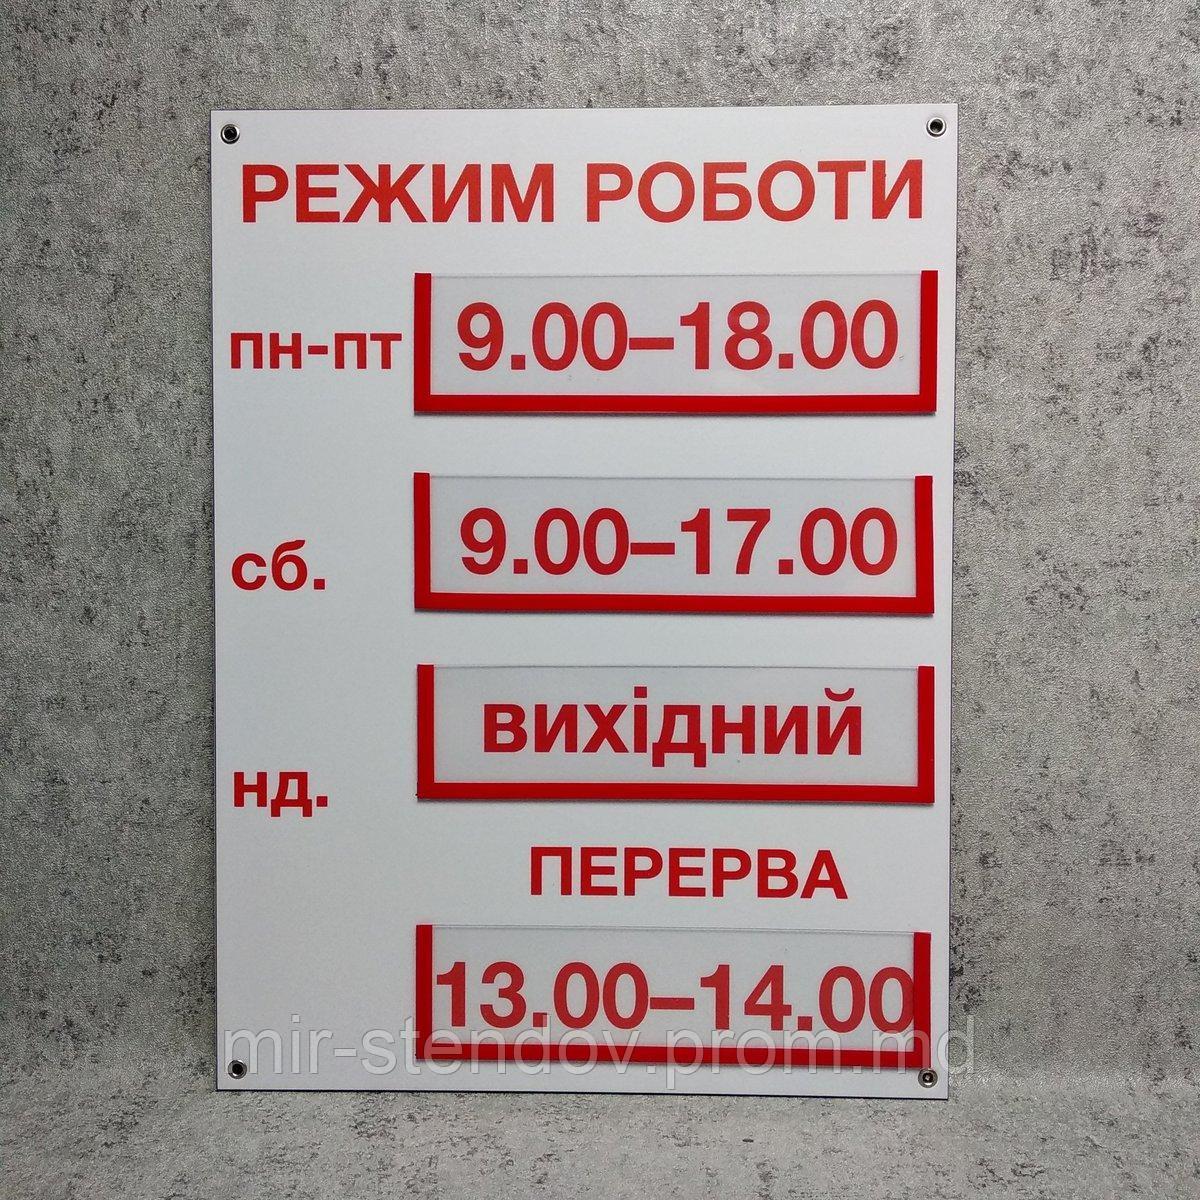 РЕЖИМ РОБОТИ
пн-пт 9.00–18.00
сб. 9.00–17.00
нд. вихідний
ПЕРЕРВА
13.00–14.00
mir-stendov.prom.md